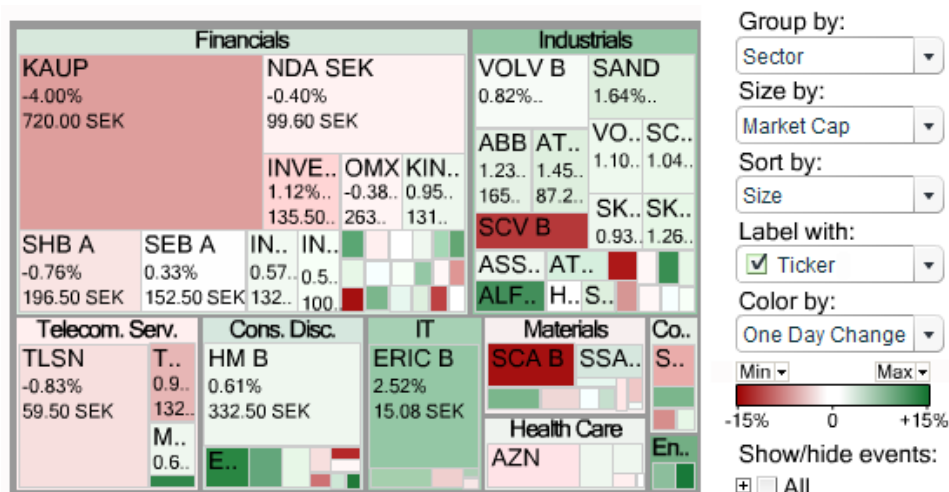 Financials
KAUP
-4.00%
720.00 SEK
NDA SEK
-0.40%
99.60 SEK
INVE..
1.12%..
135.50..
OMX
-0.38..
263..
KIN..
0.95..
131..
SHB A
-0.76%
196.50 SEK
SEB A
0.33%
152.50 SEK
IN..
0.57..
132..
IN..
0.5..
100..
Industrials
VOLV B
0.82%..
SAND
1.64%..
ABB
1.23..
165..
AT..
1.45..
87.2..
VO..
1.10..
SC..
1.04..
SCV B
SK..
0.93..
SK..
1.26..
ASS..
AT..
ALF..
H..
S..
Telecom. Serv.
TLSN
-0.83%
59.50 SEK
T..
0.9..
132..
M..
0.6..
Cons. Disc.
HM B
0.61%
332.50 SEK
E..
IT
ERIC B
2.52%
15.08 SEK
Materials
SCA B
SSA..
Health Care
AZN
Co..
S..
En..
Group by:
Sector
Size by:
Market Cap
Sort by:
Size
Label with:
Ticker
Color by:
One Day Change
Min
Max
-15%
0
+15%
Show/hide events:
All